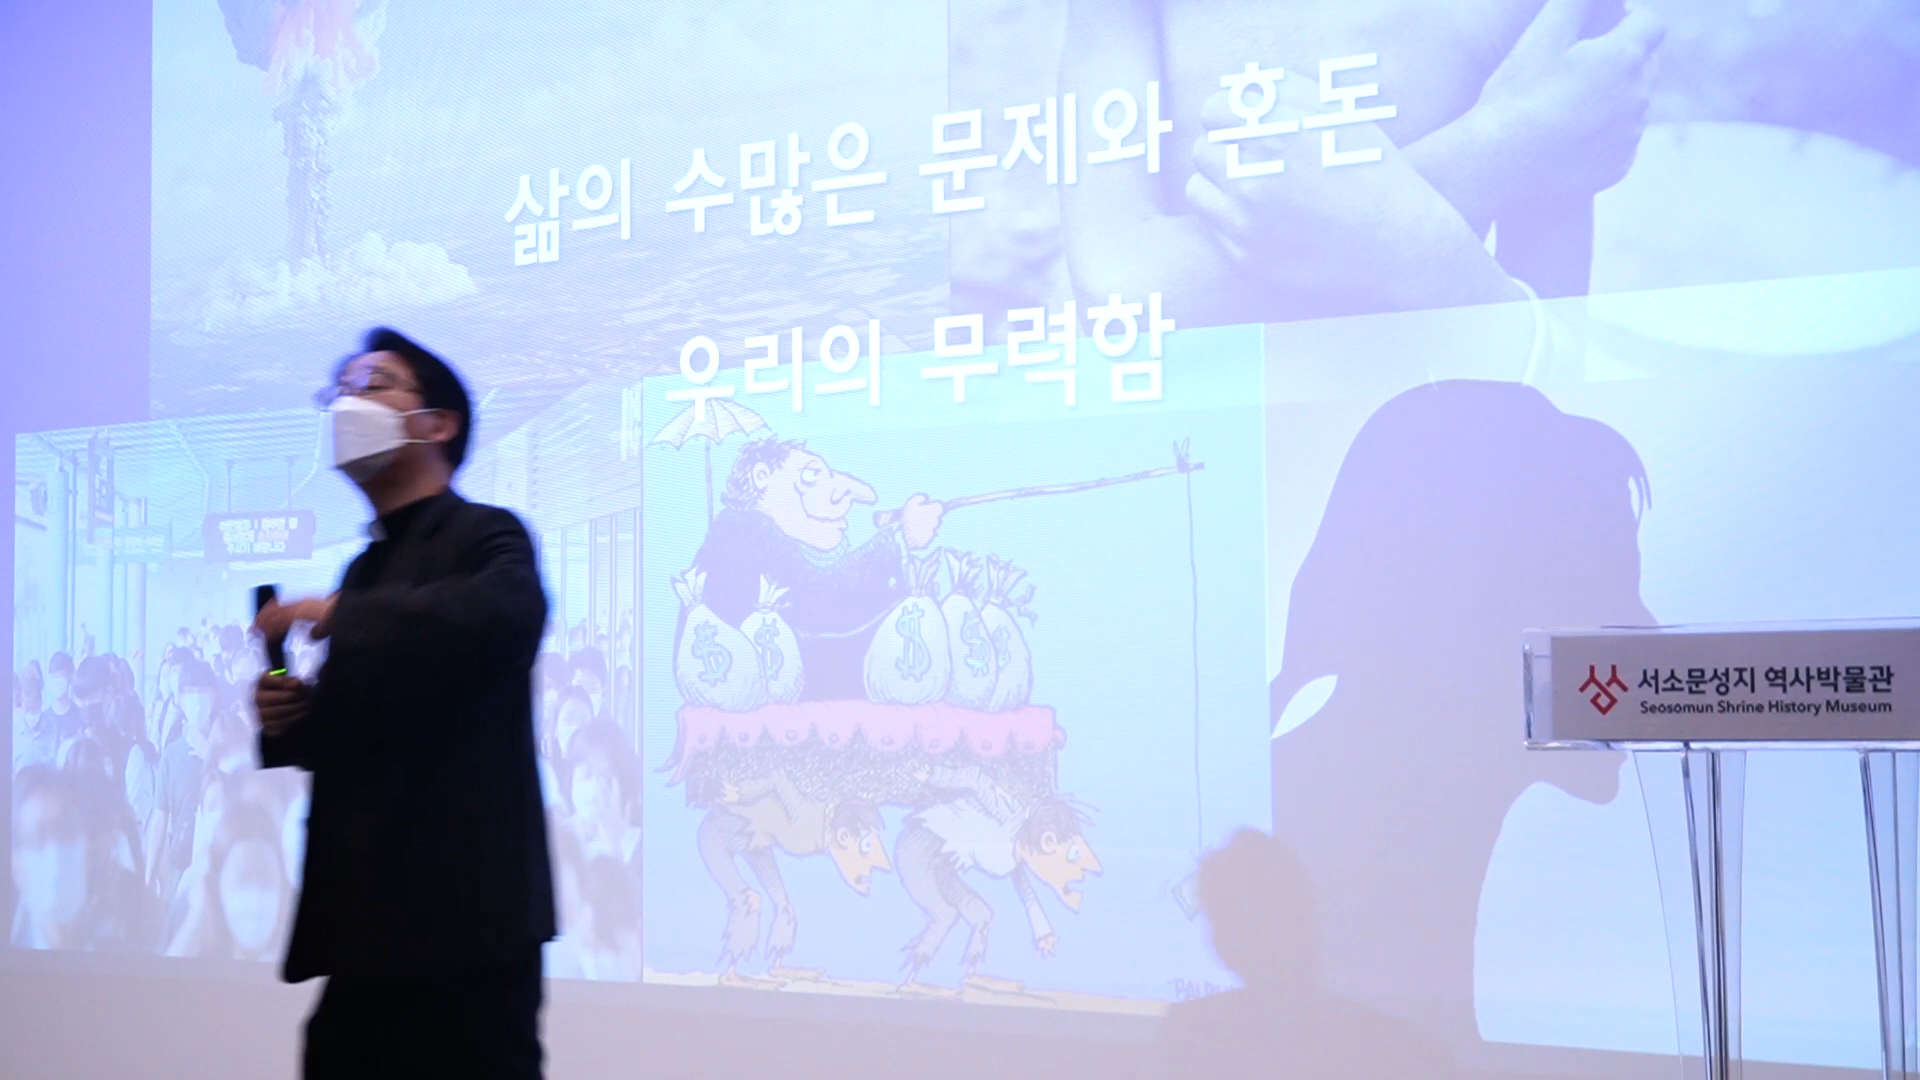 삶의 수많은 문제와 혼돈
우리의 무력함
서소문성지 역사박물관
Seosomun Shrine History Museum
$ $ $ $